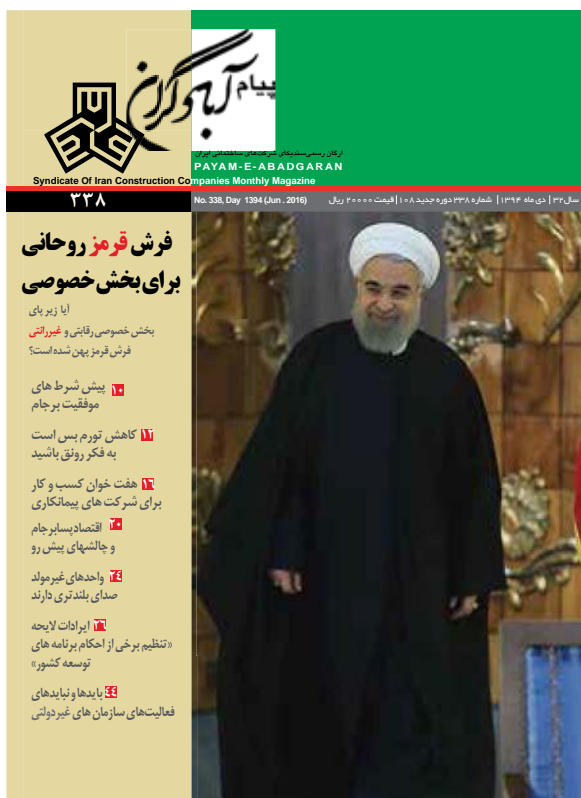 پیام آبادگران
ارگان رسمی سندیکای شرکت‌های ساختمانی ایران
PAYAM-E-ABADGARAN
Syndicate Of Iran Construction Companies Monthly Magazine
۳۳۸
No. 338, Day 1394 (Jun . 2016)
سال ۳۲ | دی ماه ۱۳۹۴ | شماره ۳۳۸ دوره جدید ۱۰۸ | قیمت ۲۰۰۰۰ ریال
فرش قرمز روحانی
برای بخش خصوصی
آیا زیر پای
بخش خصوصی رقابتی و غیررانتی
فرش قرمز پهن شده است؟
۱۰ پیش شرط های
موفقیت برجام
۱۲ کاهش تورم بس است
به فکر رونق باشید
۱۶ هفت خوان کسب و کار
برای شرکت های پیمانکاری
۲۰ اقتصادپسابرجام
و چالشهای پیش رو
۲۴ واحدهای غیرمولد
صدای بلندتری دارند
۲۶ ایرادات لایحه
«تنظیم برخی از احکام برنامه های
توسعه کشور»
۴۴ بایدها و نبایدهای
فعالیت‌های سازمان های غیردولتی